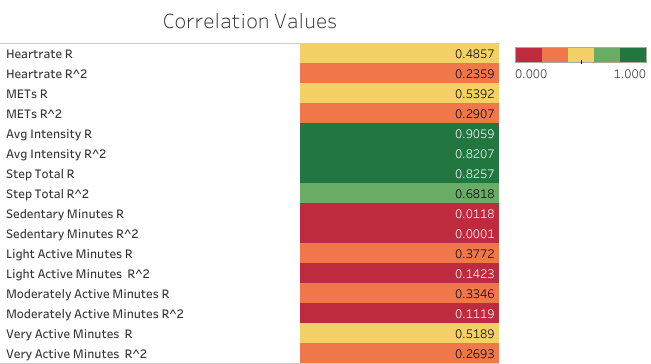 Correlation Values
Heartrate R 0.4857
Heartrate R^2 0.2359
METs R 0.5392
METs R^2 0.2907
Avg Intensity R 0.9059
Avg Intensity R^2 0.8207
Step Total R 0.8257
Step Total R^2 0.6818
Sedentary Minutes R 0.0118
Sedentary Minutes R^2 0.0001
Light Active Minutes R 0.3772
Light Active Minutes  R^2 0.1423
Moderately Active Minutes R 0.3346
Moderately Active Minutes R^2 0.1119
Very Active Minutes  R 0.5189
Very Active Minutes  R^2 0.2693
0.000 1.000